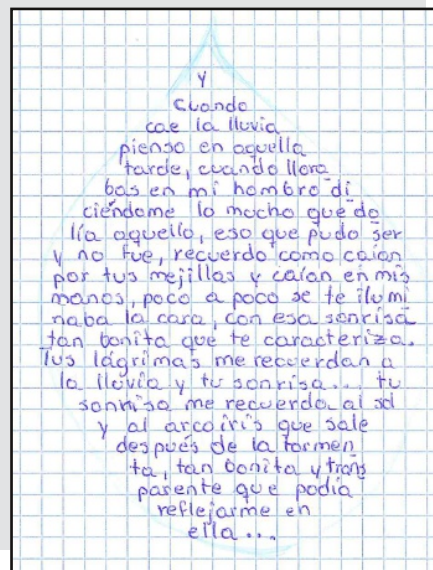 Y
Cuando
cae la lluvia
pienso en aquella
tarde, cuando llora
bas en mi hombro di
ciéndome lo mucho que do
lía aquello, eso que pudo ser
y no fue, recuerdo como caían
por tus mejillas y caían en mis
manos, poco a poco se te ilumi
naba la cara, con esa sonrisa
tan bonita que te caracteriza.
Tus lágrimas me recuerdan a
la lluvia y tu sonrisa... tu
sonrisa me recuerda al sol
y al arcoíris que sale
después de la tormen
ta, tan bonita y trans
parente que podía
reflejarme en
ella...